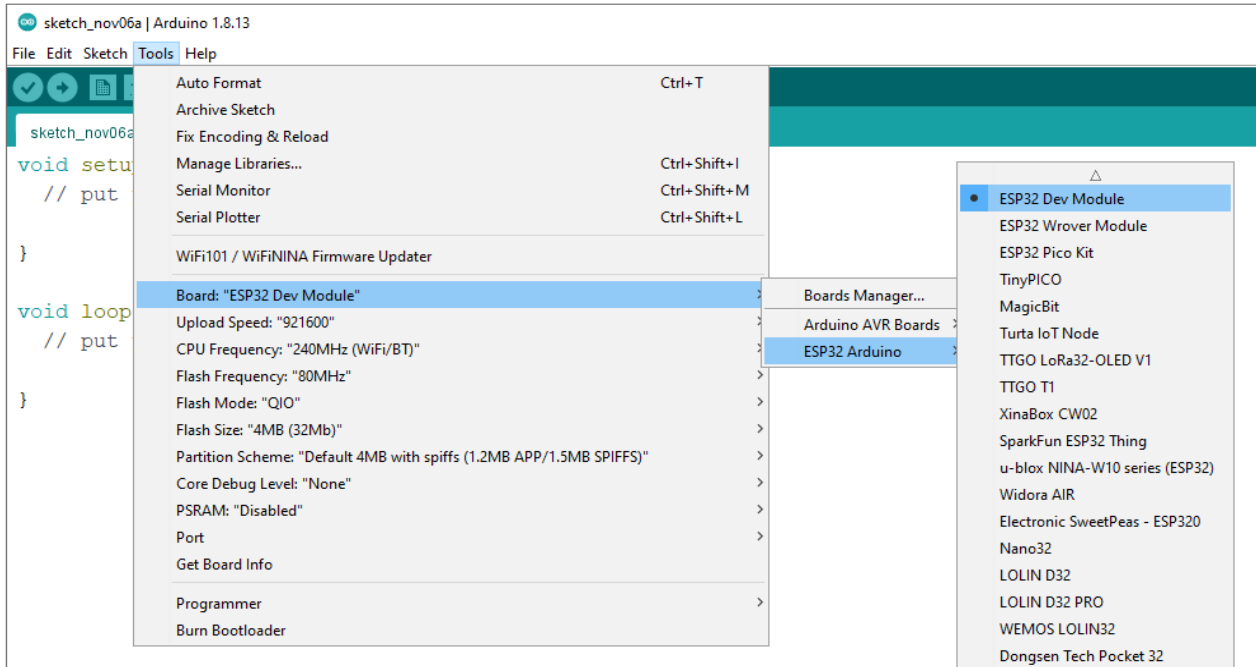 sketch_nov06a | Arduino 1.8.13
File Edit Sketch Tools Help
sketch_nov06a
void setu
// put
}
void loop
// put
}
Auto Format Ctrl+T
Archive Sketch
Fix Encoding & Reload
Manage Libraries... Ctrl+Shift+I
Serial Monitor Ctrl+Shift+M
Serial Plotter Ctrl+Shift+L
WiFi101 / WiFiNINA Firmware Updater
Board: "ESP32 Dev Module"
Upload Speed: "921600"
CPU Frequency: "240MHz (WiFi/BT)"
Flash Frequency: "80MHz"
Flash Mode: "QIO"
Flash Size: "4MB (32Mb)"
Partition Scheme: "Default 4MB with spiffs (1.2MB APP/1.5MB SPIFFS)"
Core Debug Level: "None"
PSRAM: "Disabled"
Port
Get Board Info
Programmer
Burn Bootloader
Boards Manager...
Arduino AVR Boards
ESP32 Arduino
ESP32 Dev Module
ESP32 Wrover Module
ESP32 Pico Kit
TinyPICO
MagicBit
Turta IoT Node
TTGO LoRa32-OLED V1
TTGO T1
XinaBox CW02
SparkFun ESP32 Thing
u-blox NINA-W10 series (ESP32)
Widora AIR
Electronic SweetPeas - ESP320
Nano32
LOLIN D32
LOLIN D32 PRO
WEMOS LOLIN32
Dongsen Tech Pocket 32